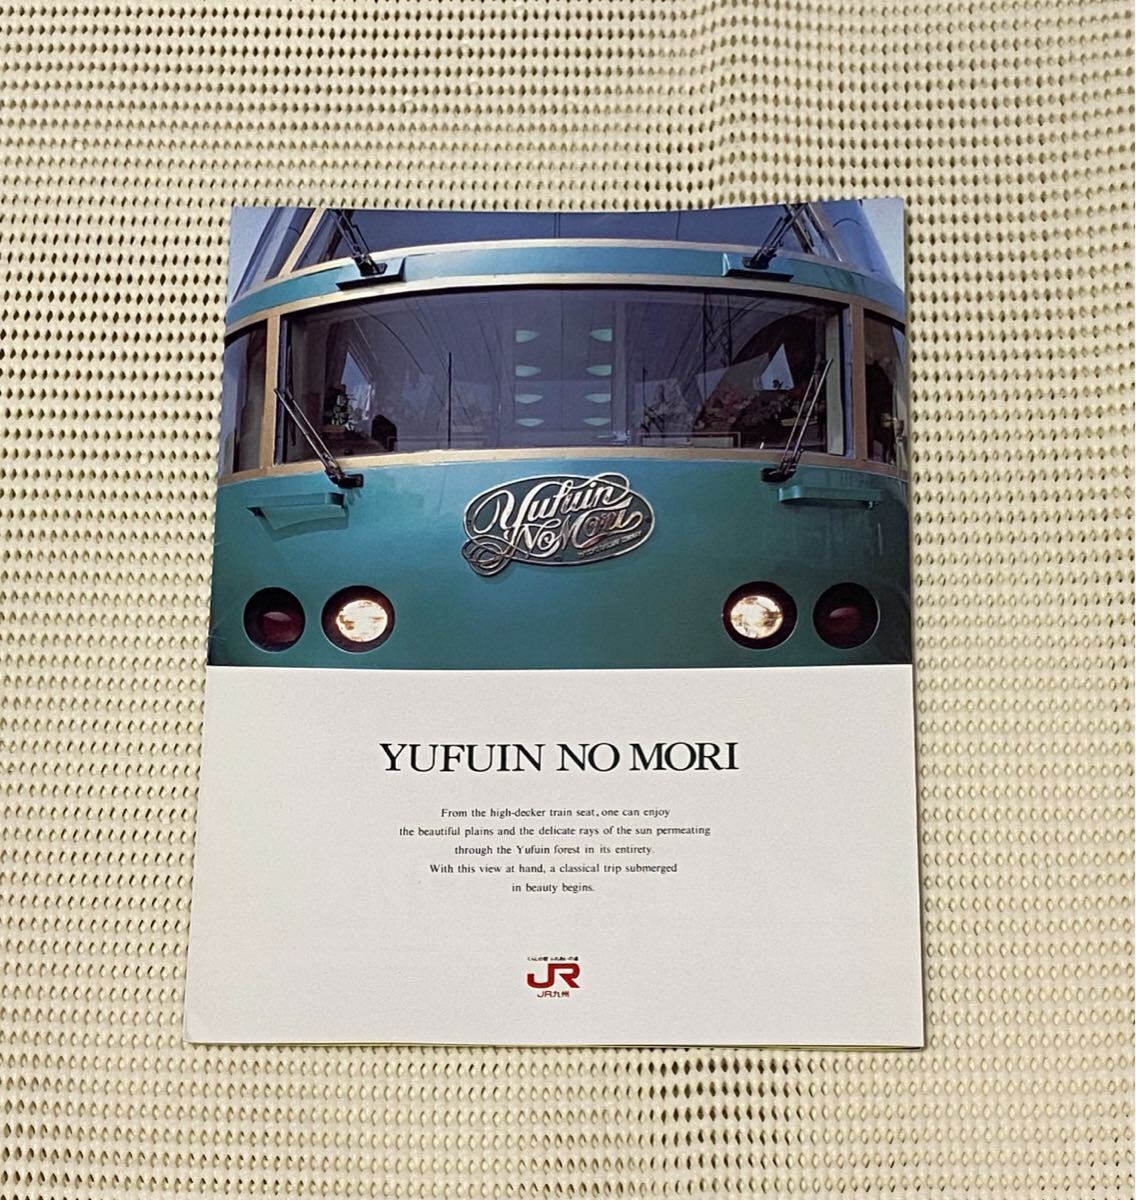 Yufuin
No Mori
YUFUIN NO MORI
From the high-decker train seat, one can enjoy
the beautiful plains and the delicate rays of the sun permeating
through the Yufuin forest in its entirety.
With this view at hand, a classical trip submerged
in beauty begins.
JR
JR九州